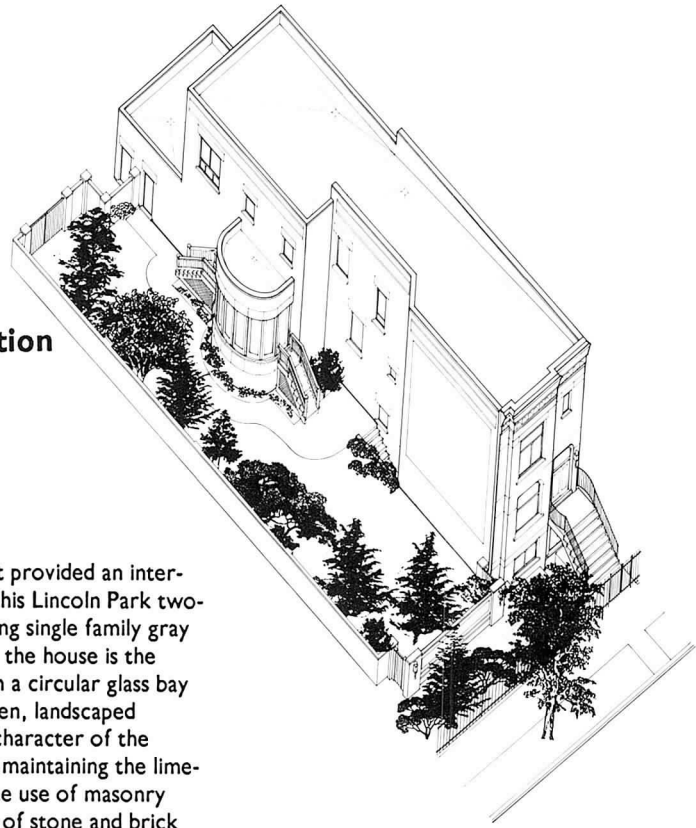 tion
t provided an inter-
his Lincoln Park two-
ng single family gray
the house is the
n a circular glass bay
en, landscaped
character of the
maintaining the lime-
e use of masonry
of stone and brick